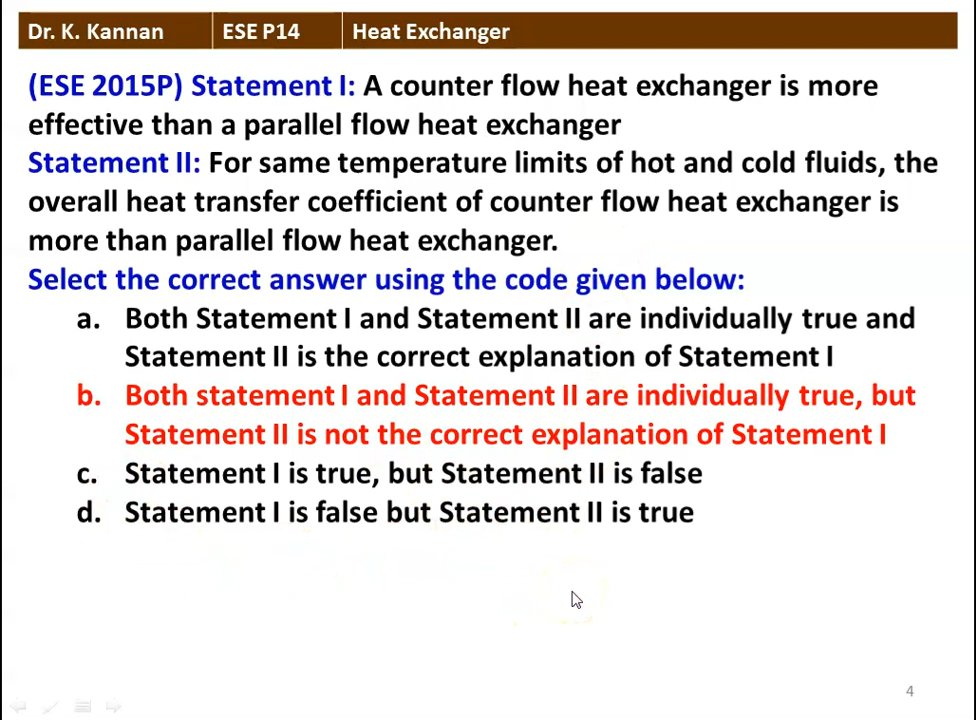 Dr. K. Kannan ESE P14 Heat Exchanger
(ESE 2015P) Statement I: A counter flow heat exchanger is more
effective than a parallel flow heat exchanger
Statement II: For same temperature limits of hot and cold fluids, the
overall heat transfer coefficient of counter flow heat exchanger is
more than parallel flow heat exchanger.
Select the correct answer using the code given below:
a. Both Statement I and Statement II are individually true and
Statement II is the correct explanation of Statement I
b. Both statement I and Statement II are individually true, but
Statement II is not the correct explanation of Statement I
c. Statement I is true, but Statement II is false
d. Statement I is false but Statement II is true
4